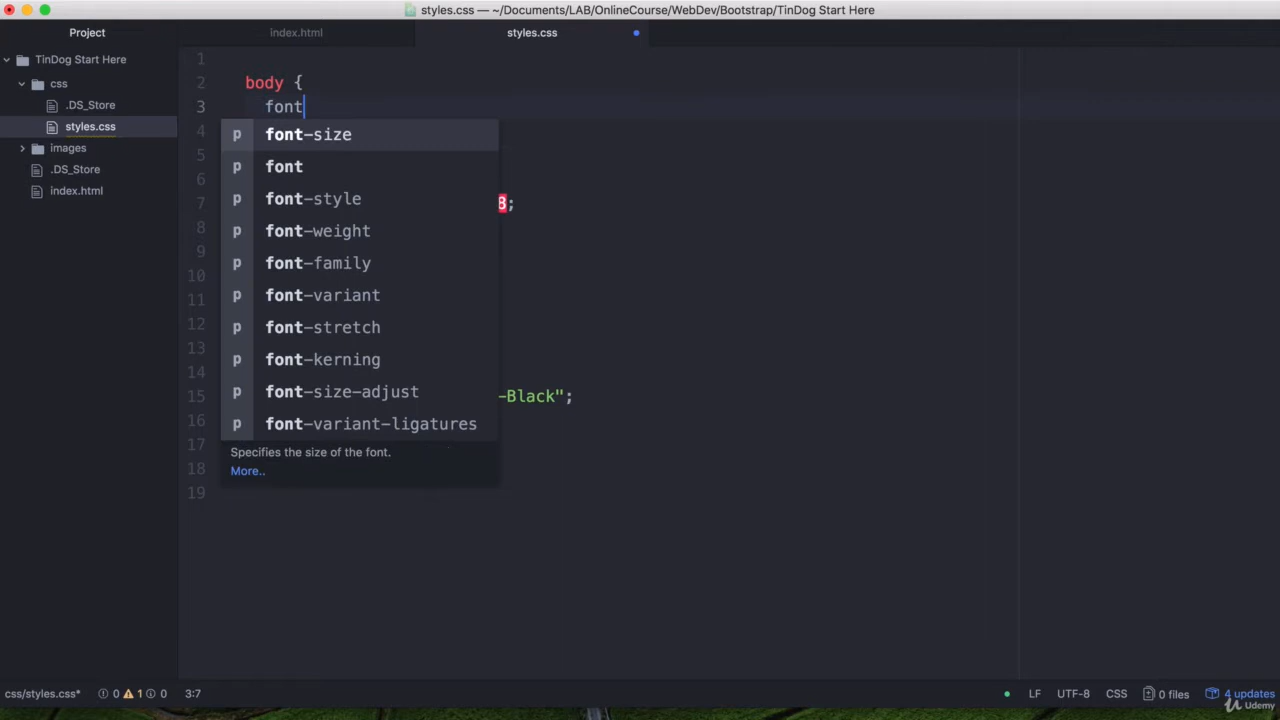 styles.css — ~/Documents/LAB/OnlineCourse/WebDev/Bootstrap/TinDog Start Here
Project
index.html
styles.css
TinDog Start Here
css
.DS_Store
styles.css
images
.DS_Store
index.html
1
2 body {
3 font
4
5
6
7 B;
8
9
10
11
12
13
14
15 -Black";
16
17
18
19
p font-size
p font
p font-style
p font-weight
p font-family
p font-variant
p font-stretch
p font-kerning
p font-size-adjust
p font-variant-ligatures
Specifies the size of the font.
More..
css/styles.css* 0 1 0 3:7 LF UTF-8 CSS 0 files 4 updates
Udemy